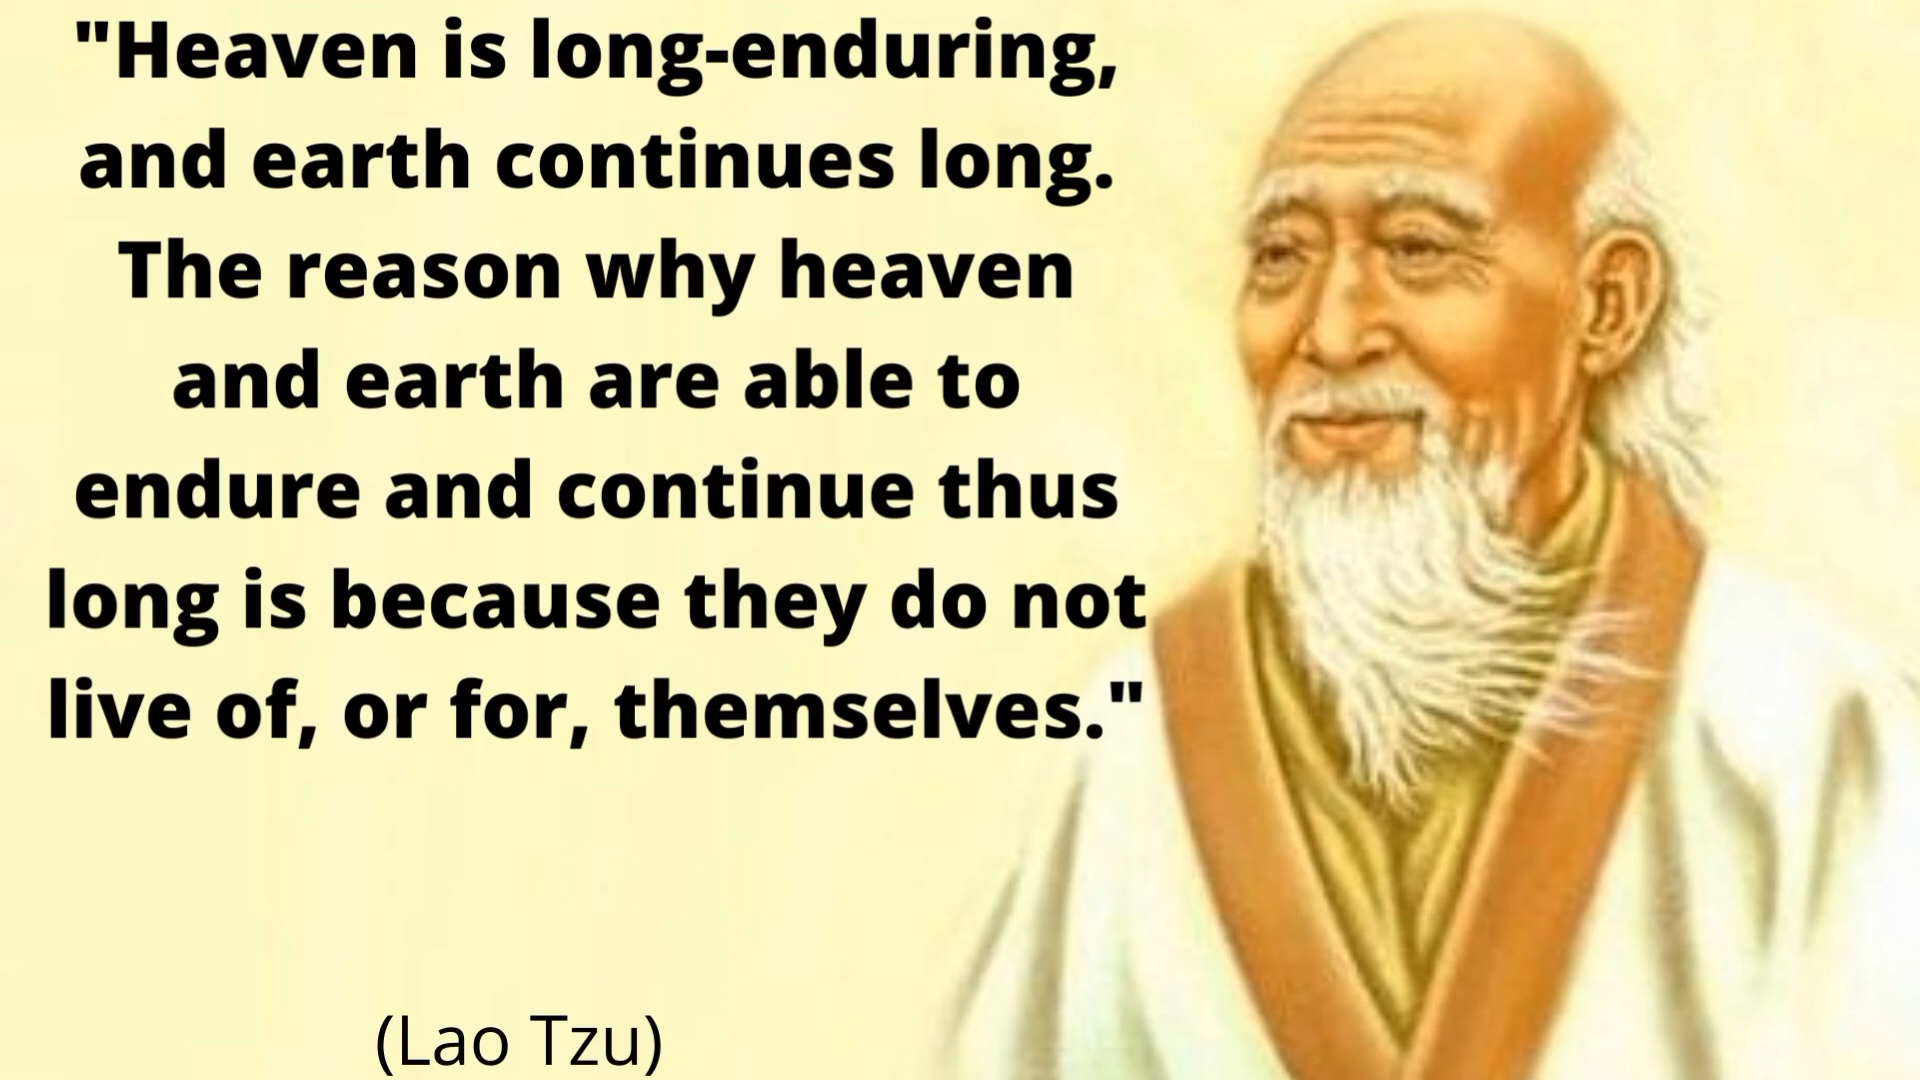 "Heaven is long-enduring,
and earth continues long.
The reason why heaven
and earth are able to
endure and continue thus
long is because they do not
live of, or for, themselves."
(Lao Tzu)